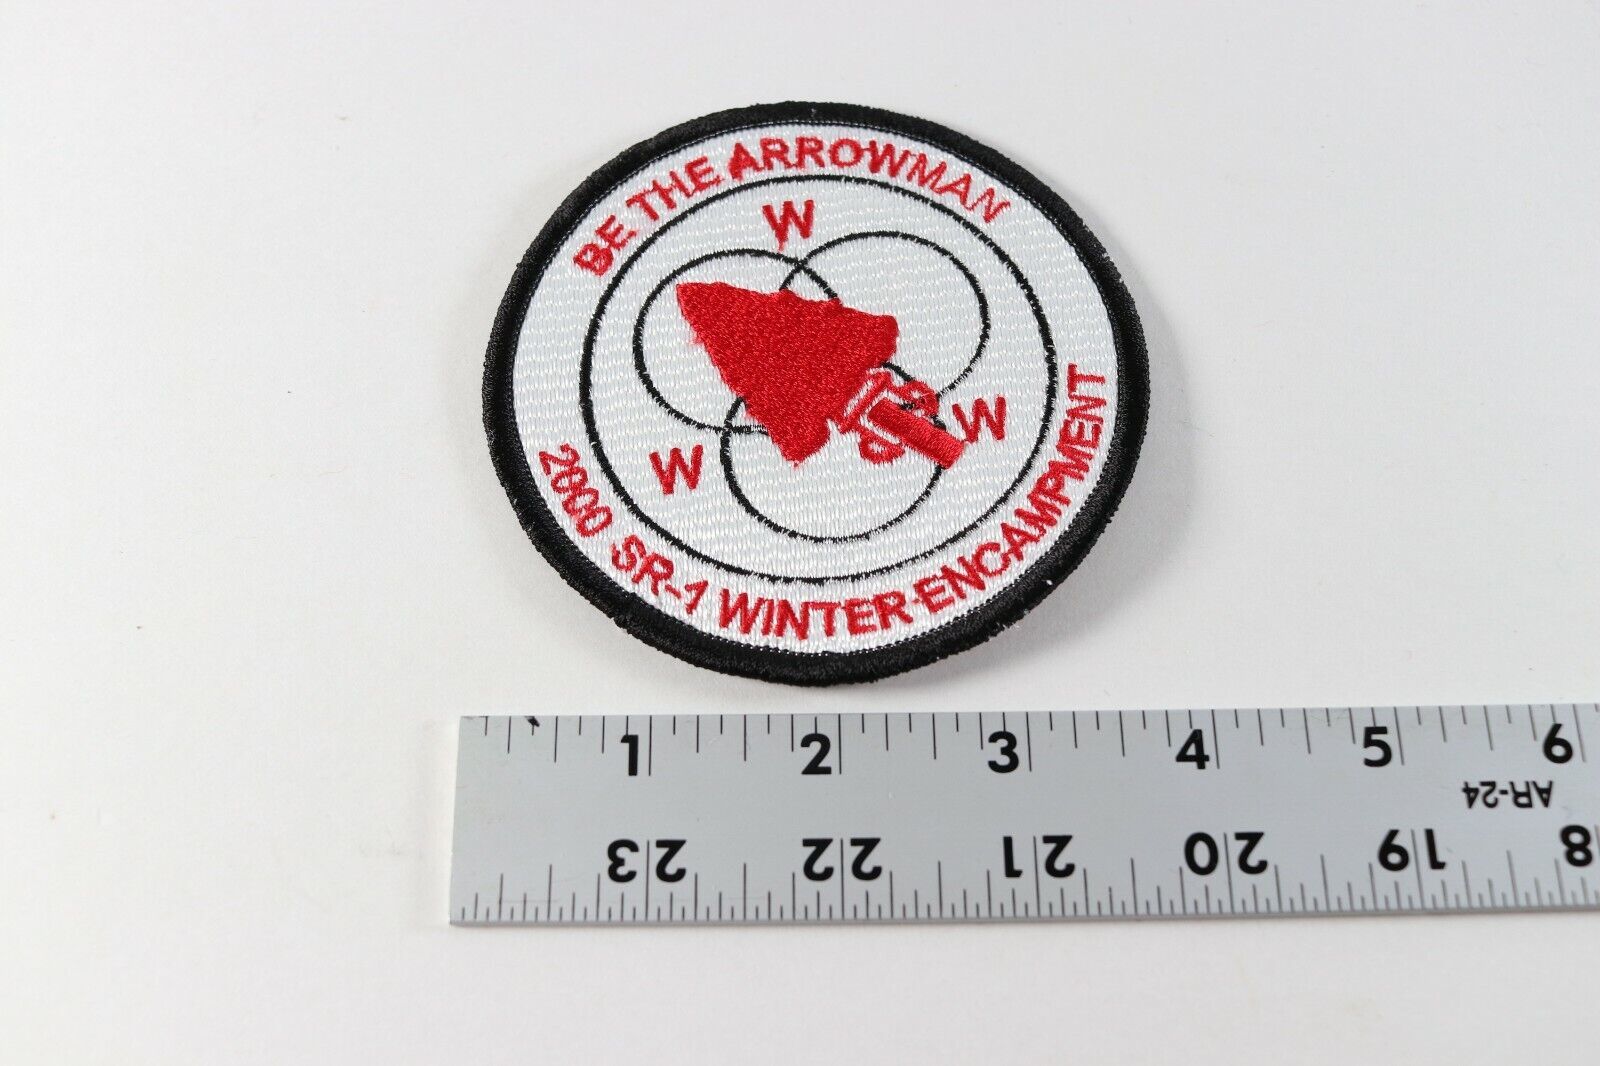 BE THE ARROWMAN
W
W
W
2000 SR-1 WINTER ENCAMPMENT
1 2 3 4 5 6
AR-24
23 22 21 20 19 8